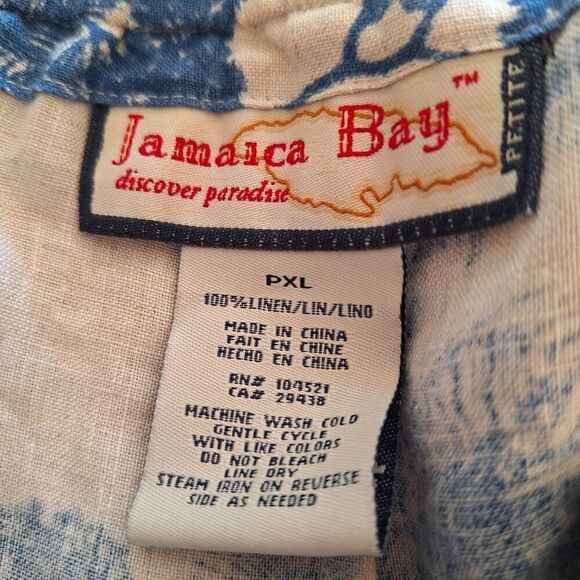 Jamaica Bay™
discover paradise
PETITE
PXL
100%LINEN/LIN/LINO
MADE IN CHINA
FAIT EN CHINE
HECHO EN CHINA
RN# 104521
CA# 29438
MACHINE WASH COLD
GENTLE CYCLE
WITH LIKE COLORS
DO NOT BLEACH
LINE DRY
STEAM IRON ON REVERSE
SIDE AS NEEDED